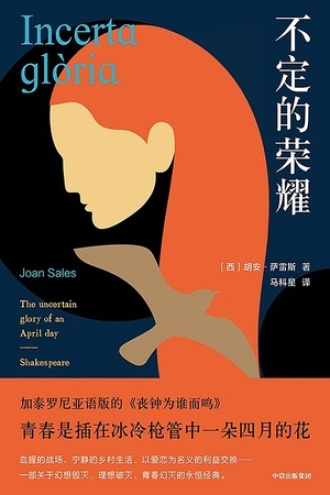 Incerta
glòria
不定的荣耀
[西] 胡安·萨雷斯 著
马科星 译
Joan Sales
The uncertain
glory of an
April day
Shakespeare
加泰罗尼亚语版的《丧钟为谁而鸣》
青春是插在冰冷枪管中一朵四月的花
血腥的战场、宁静的乡村生活、以爱恋为名义的利益交换——
一部关于幻想毁灭、理想破灭、青春幻灭的永恒经典。
中信出版集团